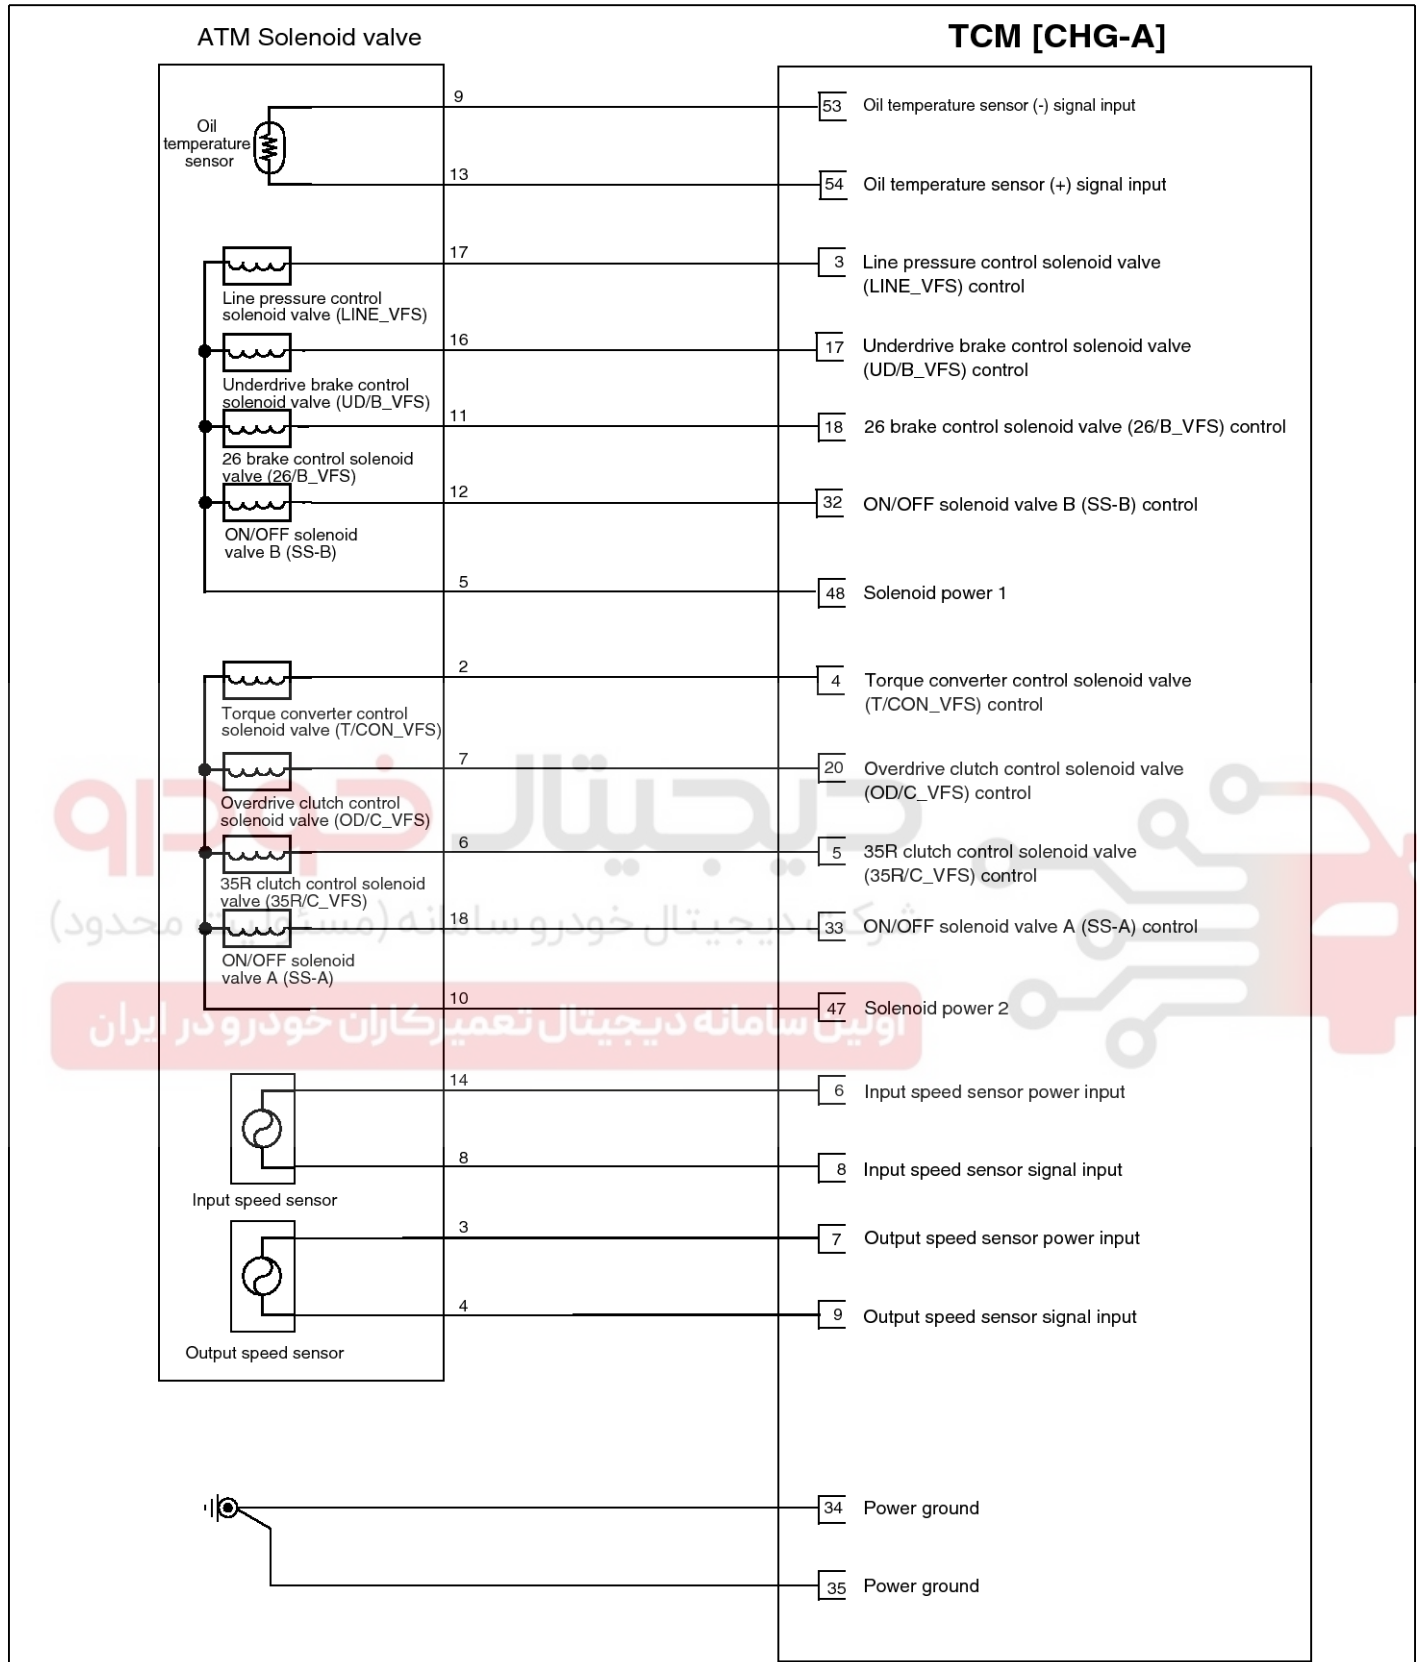 ATM Solenoid valve
TCM [CHG-A]
Oil
temperature
sensor
9
53 Oil temperature sensor (-) signal input
13
54 Oil temperature sensor (+) signal input
17
3 Line pressure control solenoid valve
(LINE_VFS) control
Line pressure control
solenoid valve (LINE_VFS)
16
17 Underdrive brake control solenoid valve
(UD/B_VFS) control
Underdrive brake control
solenoid valve (UD/B_VFS)
11
18 26 brake control solenoid valve (26/B_VFS) control
26 brake control solenoid
valve (26/B_VFS)
12
32 ON/OFF solenoid valve B (SS-B) control
ON/OFF solenoid
valve B (SS-B)
5
48 Solenoid power 1
2
4 Torque converter control solenoid valve
(T/CON_VFS) control
Torque converter control
solenoid valve (T/CON_VFS)
7
20 Overdrive clutch control solenoid valve
(OD/C_VFS) control
Overdrive clutch control
solenoid valve (OD/C_VFS)
دیجیتال خودرو
6
5 35R clutch control solenoid valve
(35R/C_VFS) control
35R clutch control solenoid
valve (35R/C_VFS)
شرکت دیجیتال خودرو سامانه (مسئولیت محدود)
18
33 ON/OFF solenoid valve A (SS-A) control
ON/OFF solenoid
valve A (SS-A)
10
47 Solenoid power 2
اولین سامانه دیجیتال تعمیرکاران خودرو در ایران
14
6 Input speed sensor power input
8
8 Input speed sensor signal input
Input speed sensor
3
7 Output speed sensor power input
4
9 Output speed sensor signal input
Output speed sensor
34 Power ground
35 Power ground